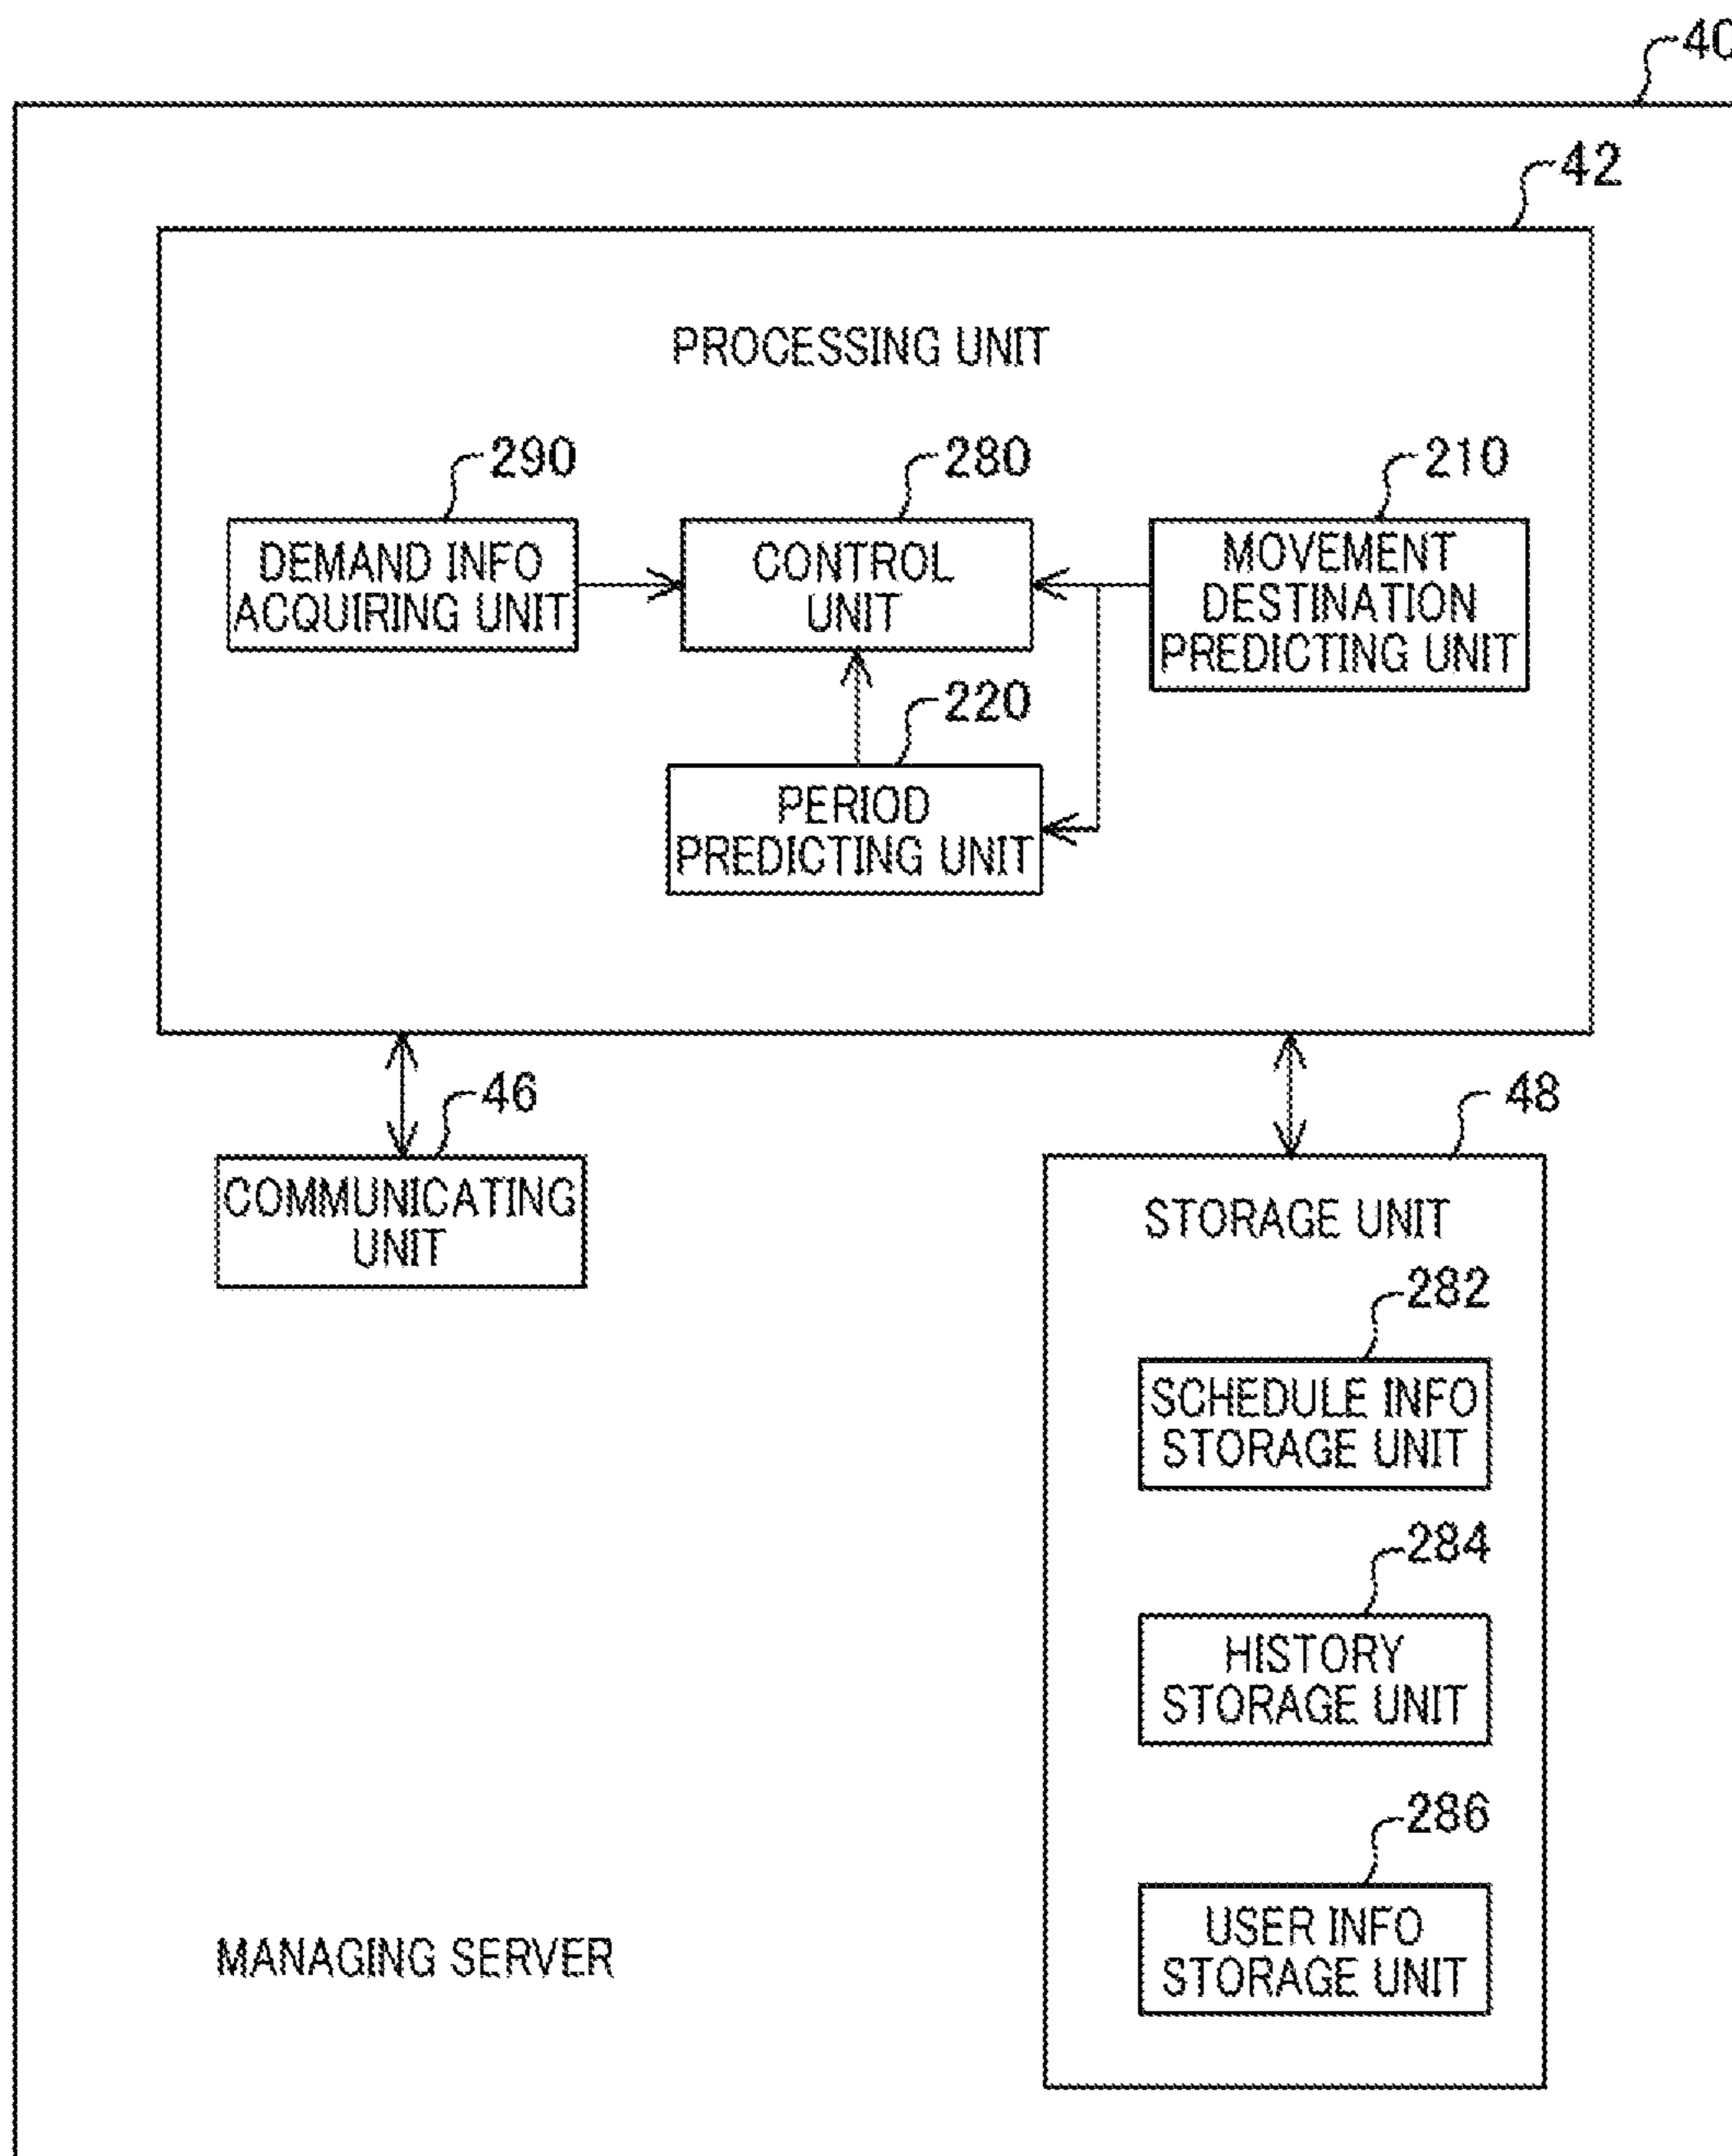 40
42
PROCESSING UNIT
290
280
210
DEMAND INFO
ACQUIRING UNIT
CONTROL
UNIT
MOVEMENT
DESTINATION
PREDICTING UNIT
220
PERIOD
PREDICTING UNIT
46
48
COMMUNICATING
UNIT
STORAGE UNIT
282
SCHEDULE INFO
STORAGE UNIT
284
HISTORY
STORAGE UNIT
286
USER INFO
STORAGE UNIT
MANAGING SERVER